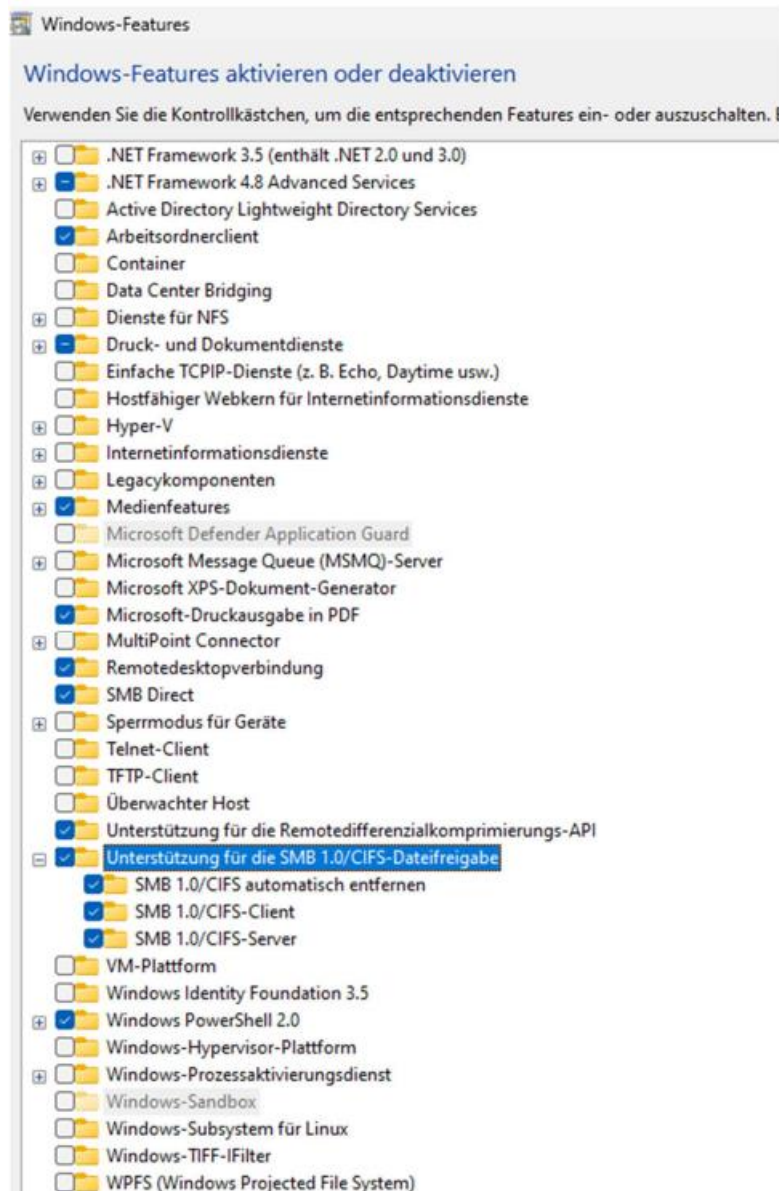 Windows-Features
Windows-Features aktivieren oder deaktivieren
Verwenden Sie die Kontrollkästchen, um die entsprechenden Features ein- oder auszuschalten.
.NET Framework 3.5 (enthält .NET 2.0 und 3.0)
.NET Framework 4.8 Advanced Services
Active Directory Lightweight Directory Services
Arbeitsordnerclient
Container
Data Center Bridging
Dienste für NFS
Druck- und Dokumentdienste
Einfache TCPIP-Dienste (z. B. Echo, Daytime usw.)
Hostfähiger Webkern für Internetinformationsdienste
Hyper-V
Internetinformationsdienste
Legacykomponenten
Medienfeatures
Microsoft Defender Application Guard
Microsoft Message Queue (MSMQ)-Server
Microsoft XPS-Dokument-Generator
Microsoft-Druckausgabe in PDF
MultiPoint Connector
Remotedesktopverbindung
SMB Direct
Sperrmodus für Geräte
Telnet-Client
TFTP-Client
Überwachter Host
Unterstützung für die Remotedifferenzialkomprimierungs-API
Unterstützung für die SMB 1.0/CIFS-Dateifreigabe
SMB 1.0/CIFS automatisch entfernen
SMB 1.0/CIFS-Client
SMB 1.0/CIFS-Server
VM-Plattform
Windows Identity Foundation 3.5
Windows PowerShell 2.0
Windows-Hypervisor-Plattform
Windows-Prozessaktivierungsdienst
Windows-Sandbox
Windows-Subsystem für Linux
Windows-TIFF-IFilter
WPFS (Windows Projected File System)